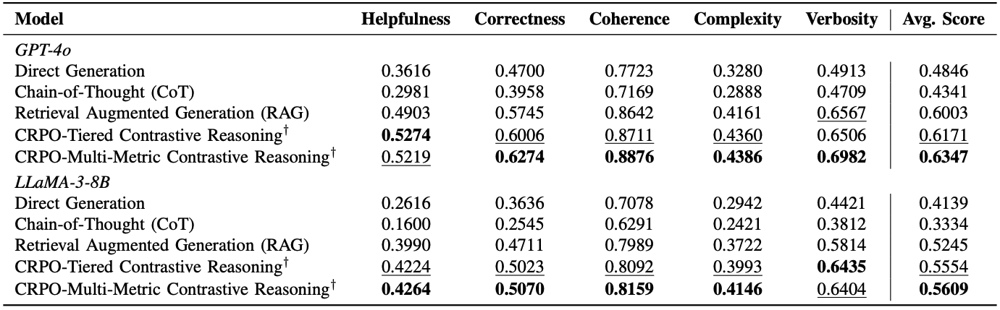 Model Helpfulness Correctness Coherence Complexity Verbosity Avg. Score
GPT-4o
Direct Generation 0.3616 0.4700 0.7723 0.3280 0.4913 0.4846
Chain-of-Thought (CoT) 0.2981 0.3958 0.7169 0.2888 0.4709 0.4341
Retrieval Augmented Generation (RAG) 0.4903 0.5745 0.8642 0.4161 0.6567 0.6003
CRPO-Tiered Contrastive Reasoning† 0.5274 0.6006 0.8711 0.4360 0.6506 0.6171
CRPO-Multi-Metric Contrastive Reasoning† 0.5219 0.6274 0.8876 0.4386 0.6982 0.6347
LLaMA-3-8B
Direct Generation 0.2616 0.3636 0.7078 0.2942 0.4421 0.4139
Chain-of-Thought (CoT) 0.1600 0.2545 0.6291 0.2421 0.3812 0.3334
Retrieval Augmented Generation (RAG) 0.3990 0.4711 0.7989 0.3722 0.5814 0.5245
CRPO-Tiered Contrastive Reasoning† 0.4224 0.5023 0.8092 0.3993 0.6435 0.5554
CRPO-Multi-Metric Contrastive Reasoning† 0.4264 0.5070 0.8159 0.4146 0.6404 0.5609